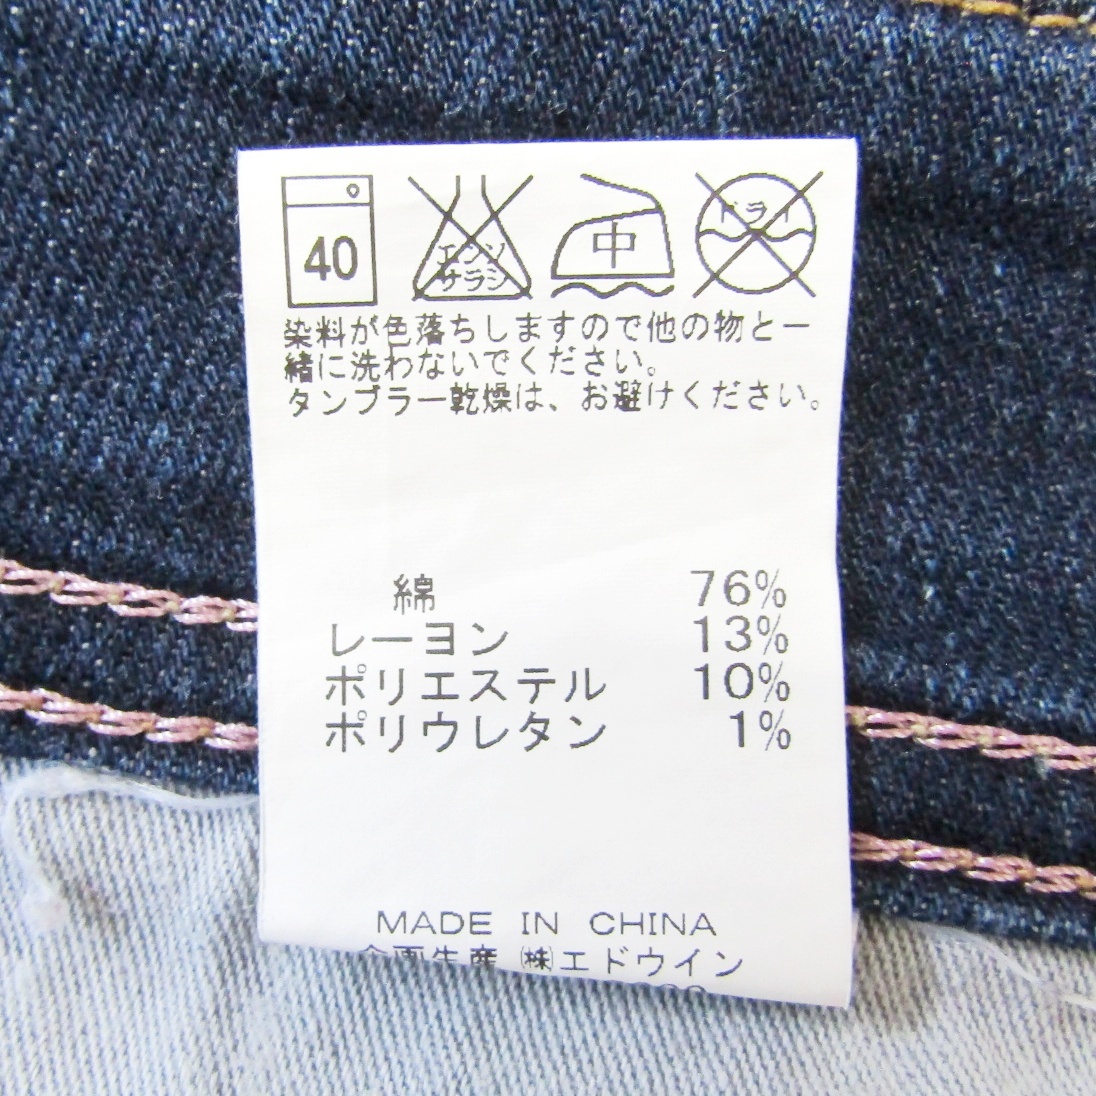 40 エンソ 中 ドライ
サラシ
染料が色落ちしますので他の物と一
緒に洗わないでください。
タンブラー乾燥は、お避けください。
綿 76%
レーヨン 13%
ポリエステル 10%
ポリウレタン 1%
MADE IN CHINA
企画生産 ㈱エドウイン